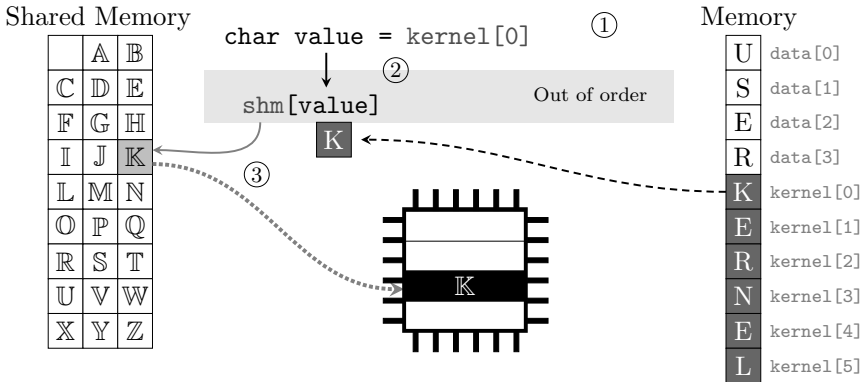 Shared Memory
𝔸 𝔹
ℂ 𝔻 𝔼
𝔽 𝔾 ℍ
𝕀 𝕁 𝕂
𝕃 𝕄 ℕ
𝕆 ℙ ℚ
ℝ 𝕊 𝕋
𝕌 𝕍 𝕎
𝕏 𝕐 ℤ
char value = kernel[0]
①
②
shm[value]
Out of order
K
③
𝕂
Memory
U data[0]
S data[1]
E data[2]
R data[3]
K kernel[0]
E kernel[1]
R kernel[2]
N kernel[3]
E kernel[4]
L kernel[5]